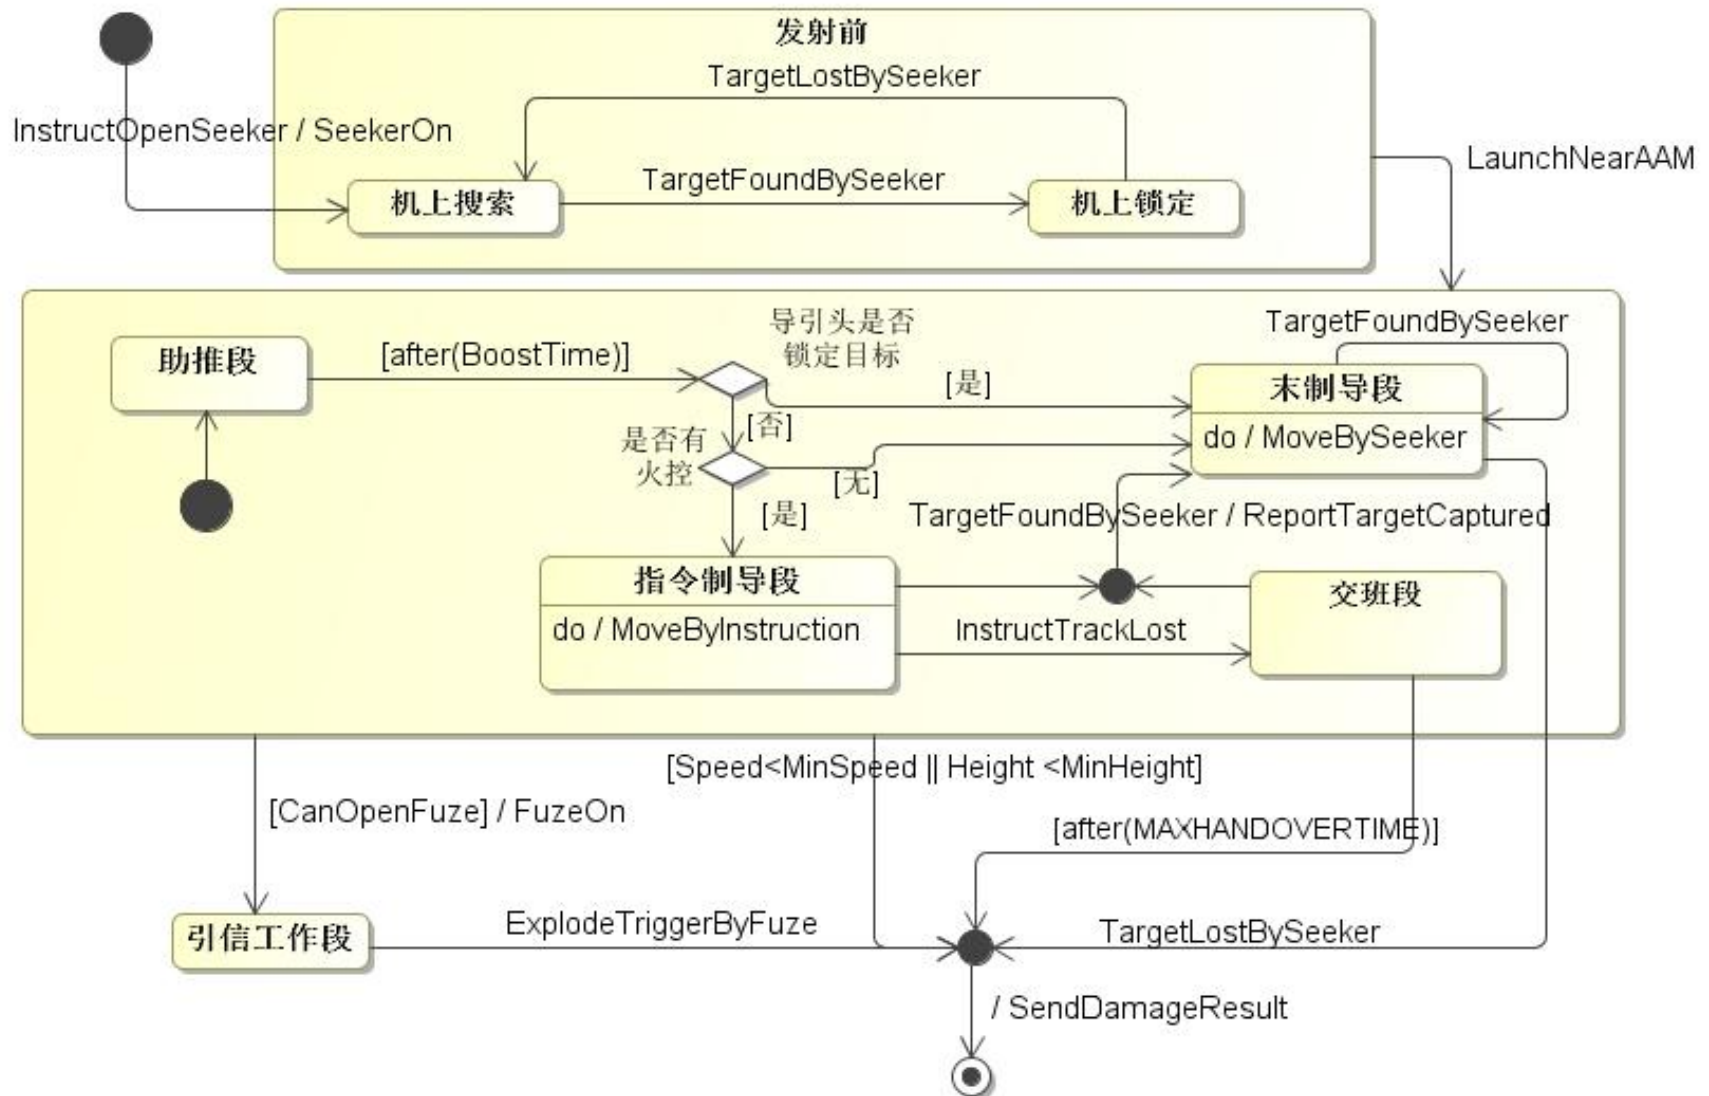 发射前
TargetLostBySeeker
InstructOpenSeeker / SeekerOn
LaunchNearAAM
TargetFoundBySeeker
机上搜索
机上锁定
导引头是否
锁定目标
TargetFoundBySeeker
助推段
[after(BoostTime)]
[是]
末制导段
do / MoveBySeeker
[否]
是否有
火控
[无]
[是]
TargetFoundBySeeker / ReportTargetCaptured
指令制导段
do / MoveByInstruction
InstructTrackLost
交班段
[Speed<MinSpeed || Height <MinHeight]
[CanOpenFuze] / FuzeOn
[after(MAXHANDOVERTIME)]
引信工作段
ExplodeTriggerByFuze
TargetLostBySeeker
/ SendDamageResult